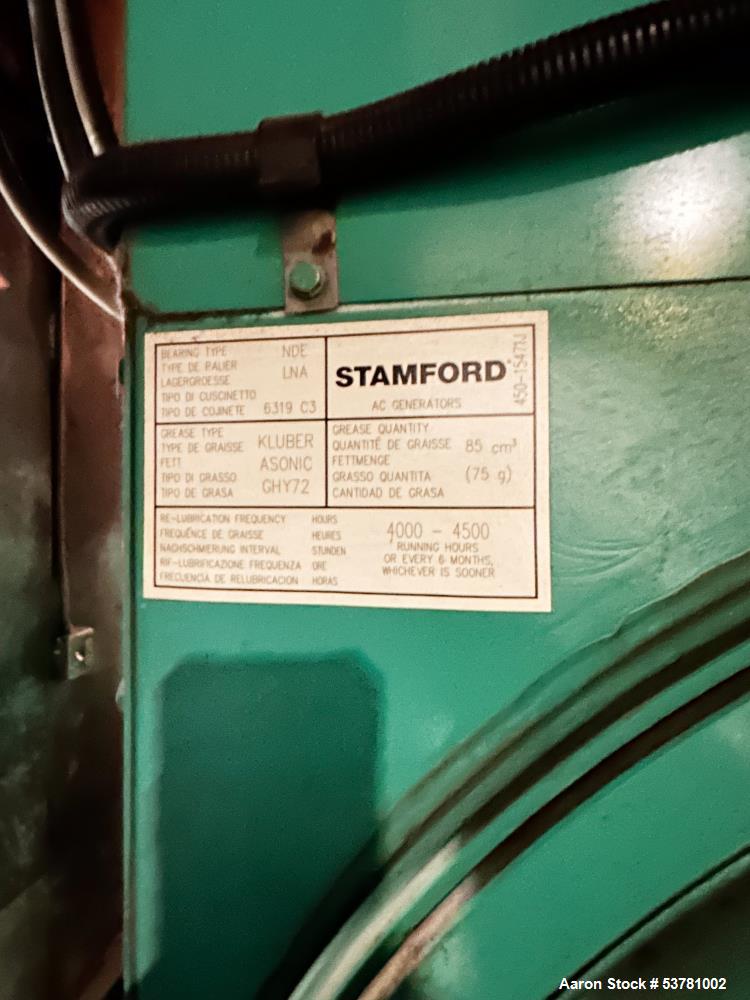 BEARING TYPE NDE
TYPE DE PALIER LNA
LAGERGROESSE
TIPO DI CUSCINETTO
TIPO DE COJINETE 6319 C3
STAMFORD
AC GENERATORS
450-15471J
GREASE TYPE KLUBER
TYPE DE GRAISSE ASONIC
FETT GHY72
TIPO DI GRASSO
TIPO DE GRASA
GREASE QUANTITY
QUANTITÉ DE GRAISSE 85 cm³
FETTMENGE (75 g)
GRASSO QUANTITA
CANTIDAD DE GRASA
RE-LUBRICATION FREQUENCY HOURS
FREQUENCE DE GRAISSE HEURES
NACHSCHMIERUNG INTERVAL STUNDEN
RIF-LUBRIFICAZIONE FREQUENZA ORE
FRECUENCIA DE RELUBRICACION HORAS
4000 - 4500
RUNNING HOURS
OR EVERY 6 MONTHS,
WHICHEVER IS SOONER
Aaron Stock # 53781002